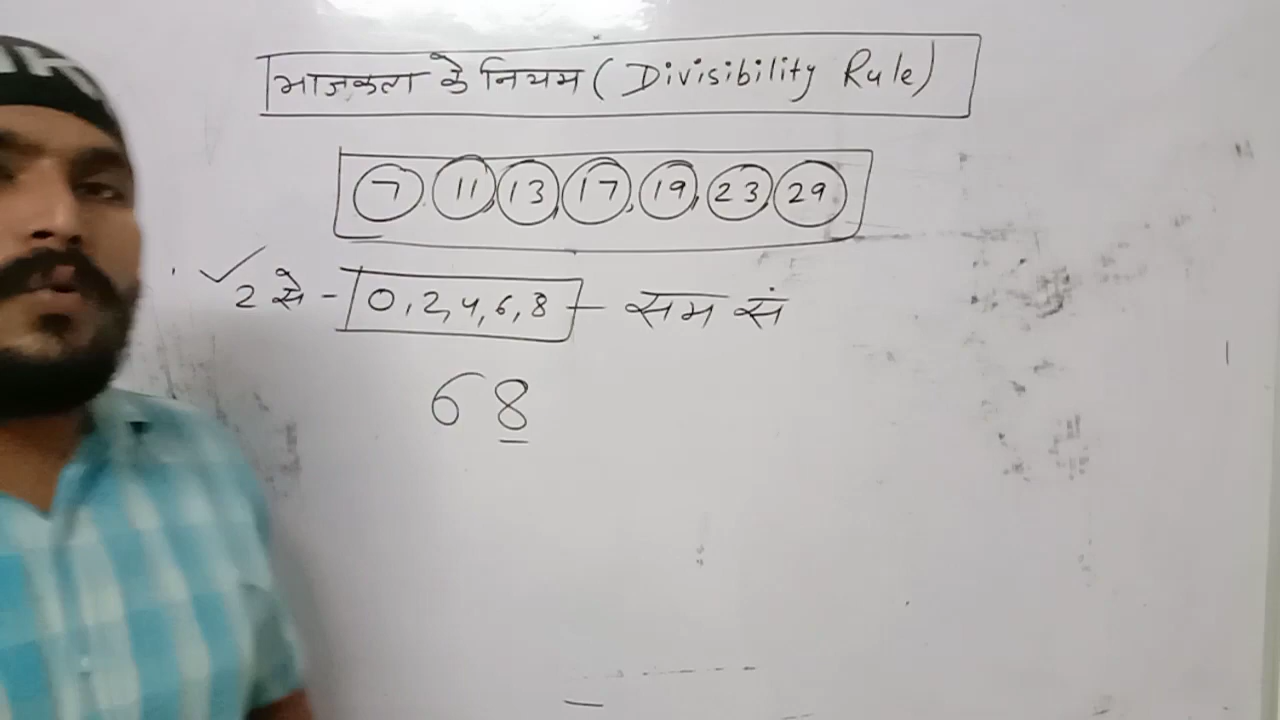 भाजकता के नियम ( Divisibility Rule)
7 11, 13, 17, 19, 23, 29
✓ 2 से - 0, 2, 4, 6, 8 - सम सं
68